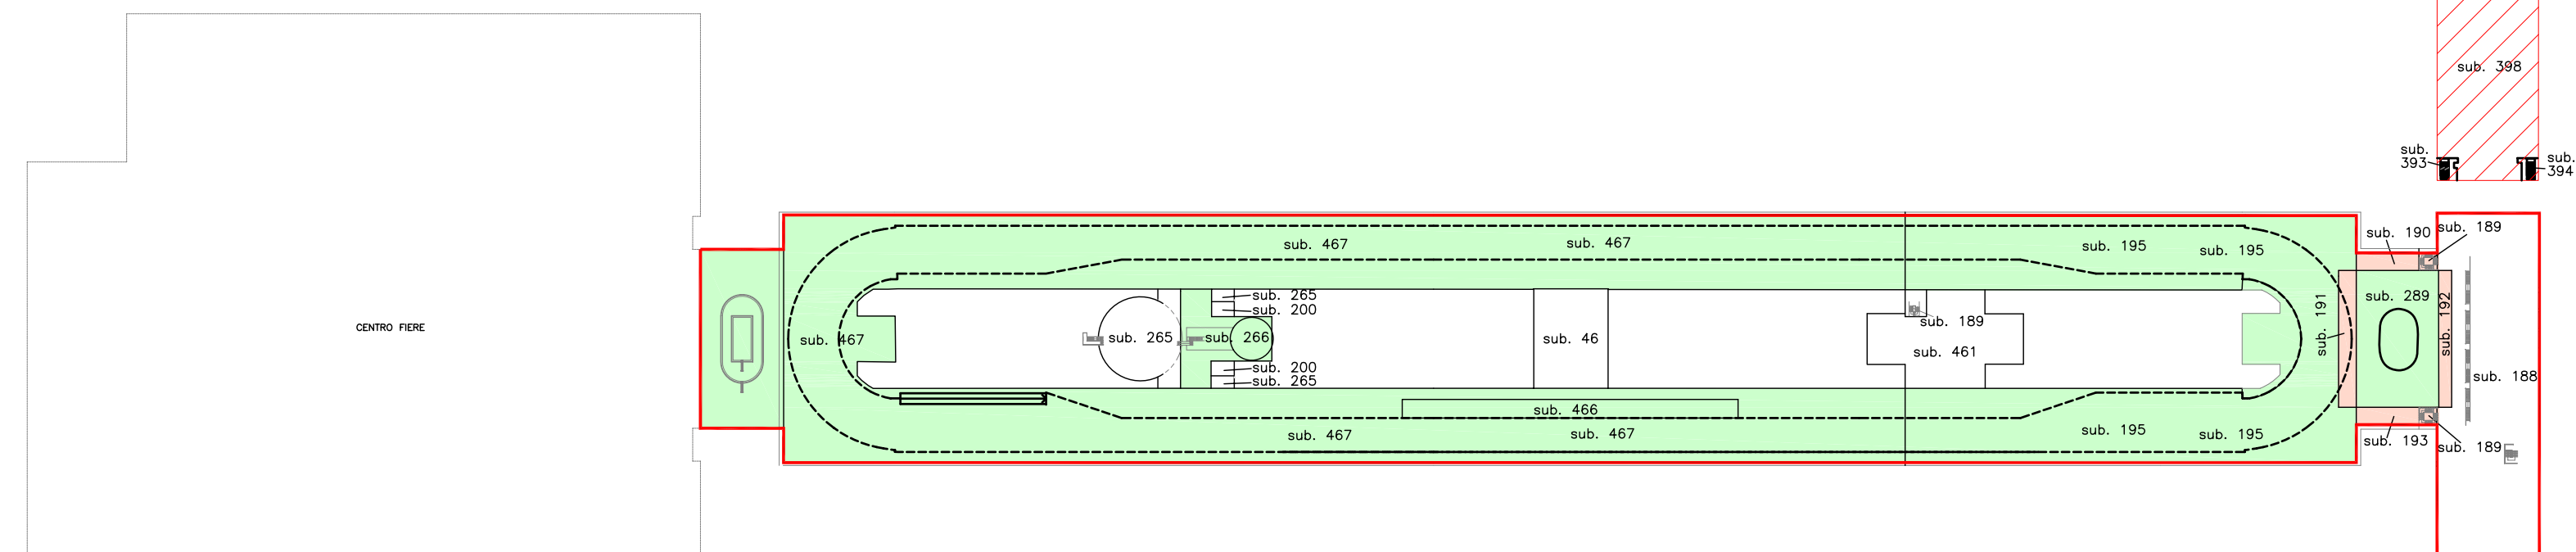 sub. 398
sub.
393
sub.
394
sub. 190
sub. 189
sub. 467
sub. 467
sub. 195
sub. 195
sub. 265
sub. 200
sub. 191
sub. 289
sub. 192
CENTRO FIERE
sub. 467
sub. 265
sub. 266
sub. 46
sub. 189
sub. 461
sub. 200
sub. 265
sub. 188
sub. 466
sub. 467
sub. 467
sub. 195
sub. 195
sub. 193
sub. 189